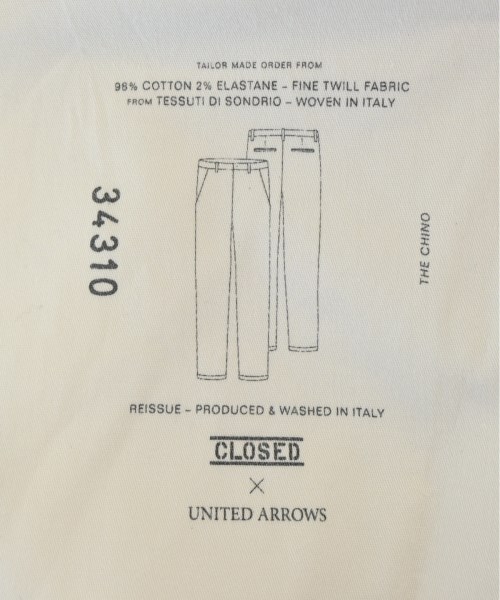 TAILOR MADE ORDER FROM
98% COTTON 2% ELASTANE – FINE TWILL FABRIC
FROM TESSUTI DI SONDRIO – WOVEN IN ITALY
34310
THE CHINO
REISSUE – PRODUCED & WASHED IN ITALY
CLOSED
×
UNITED ARROWS